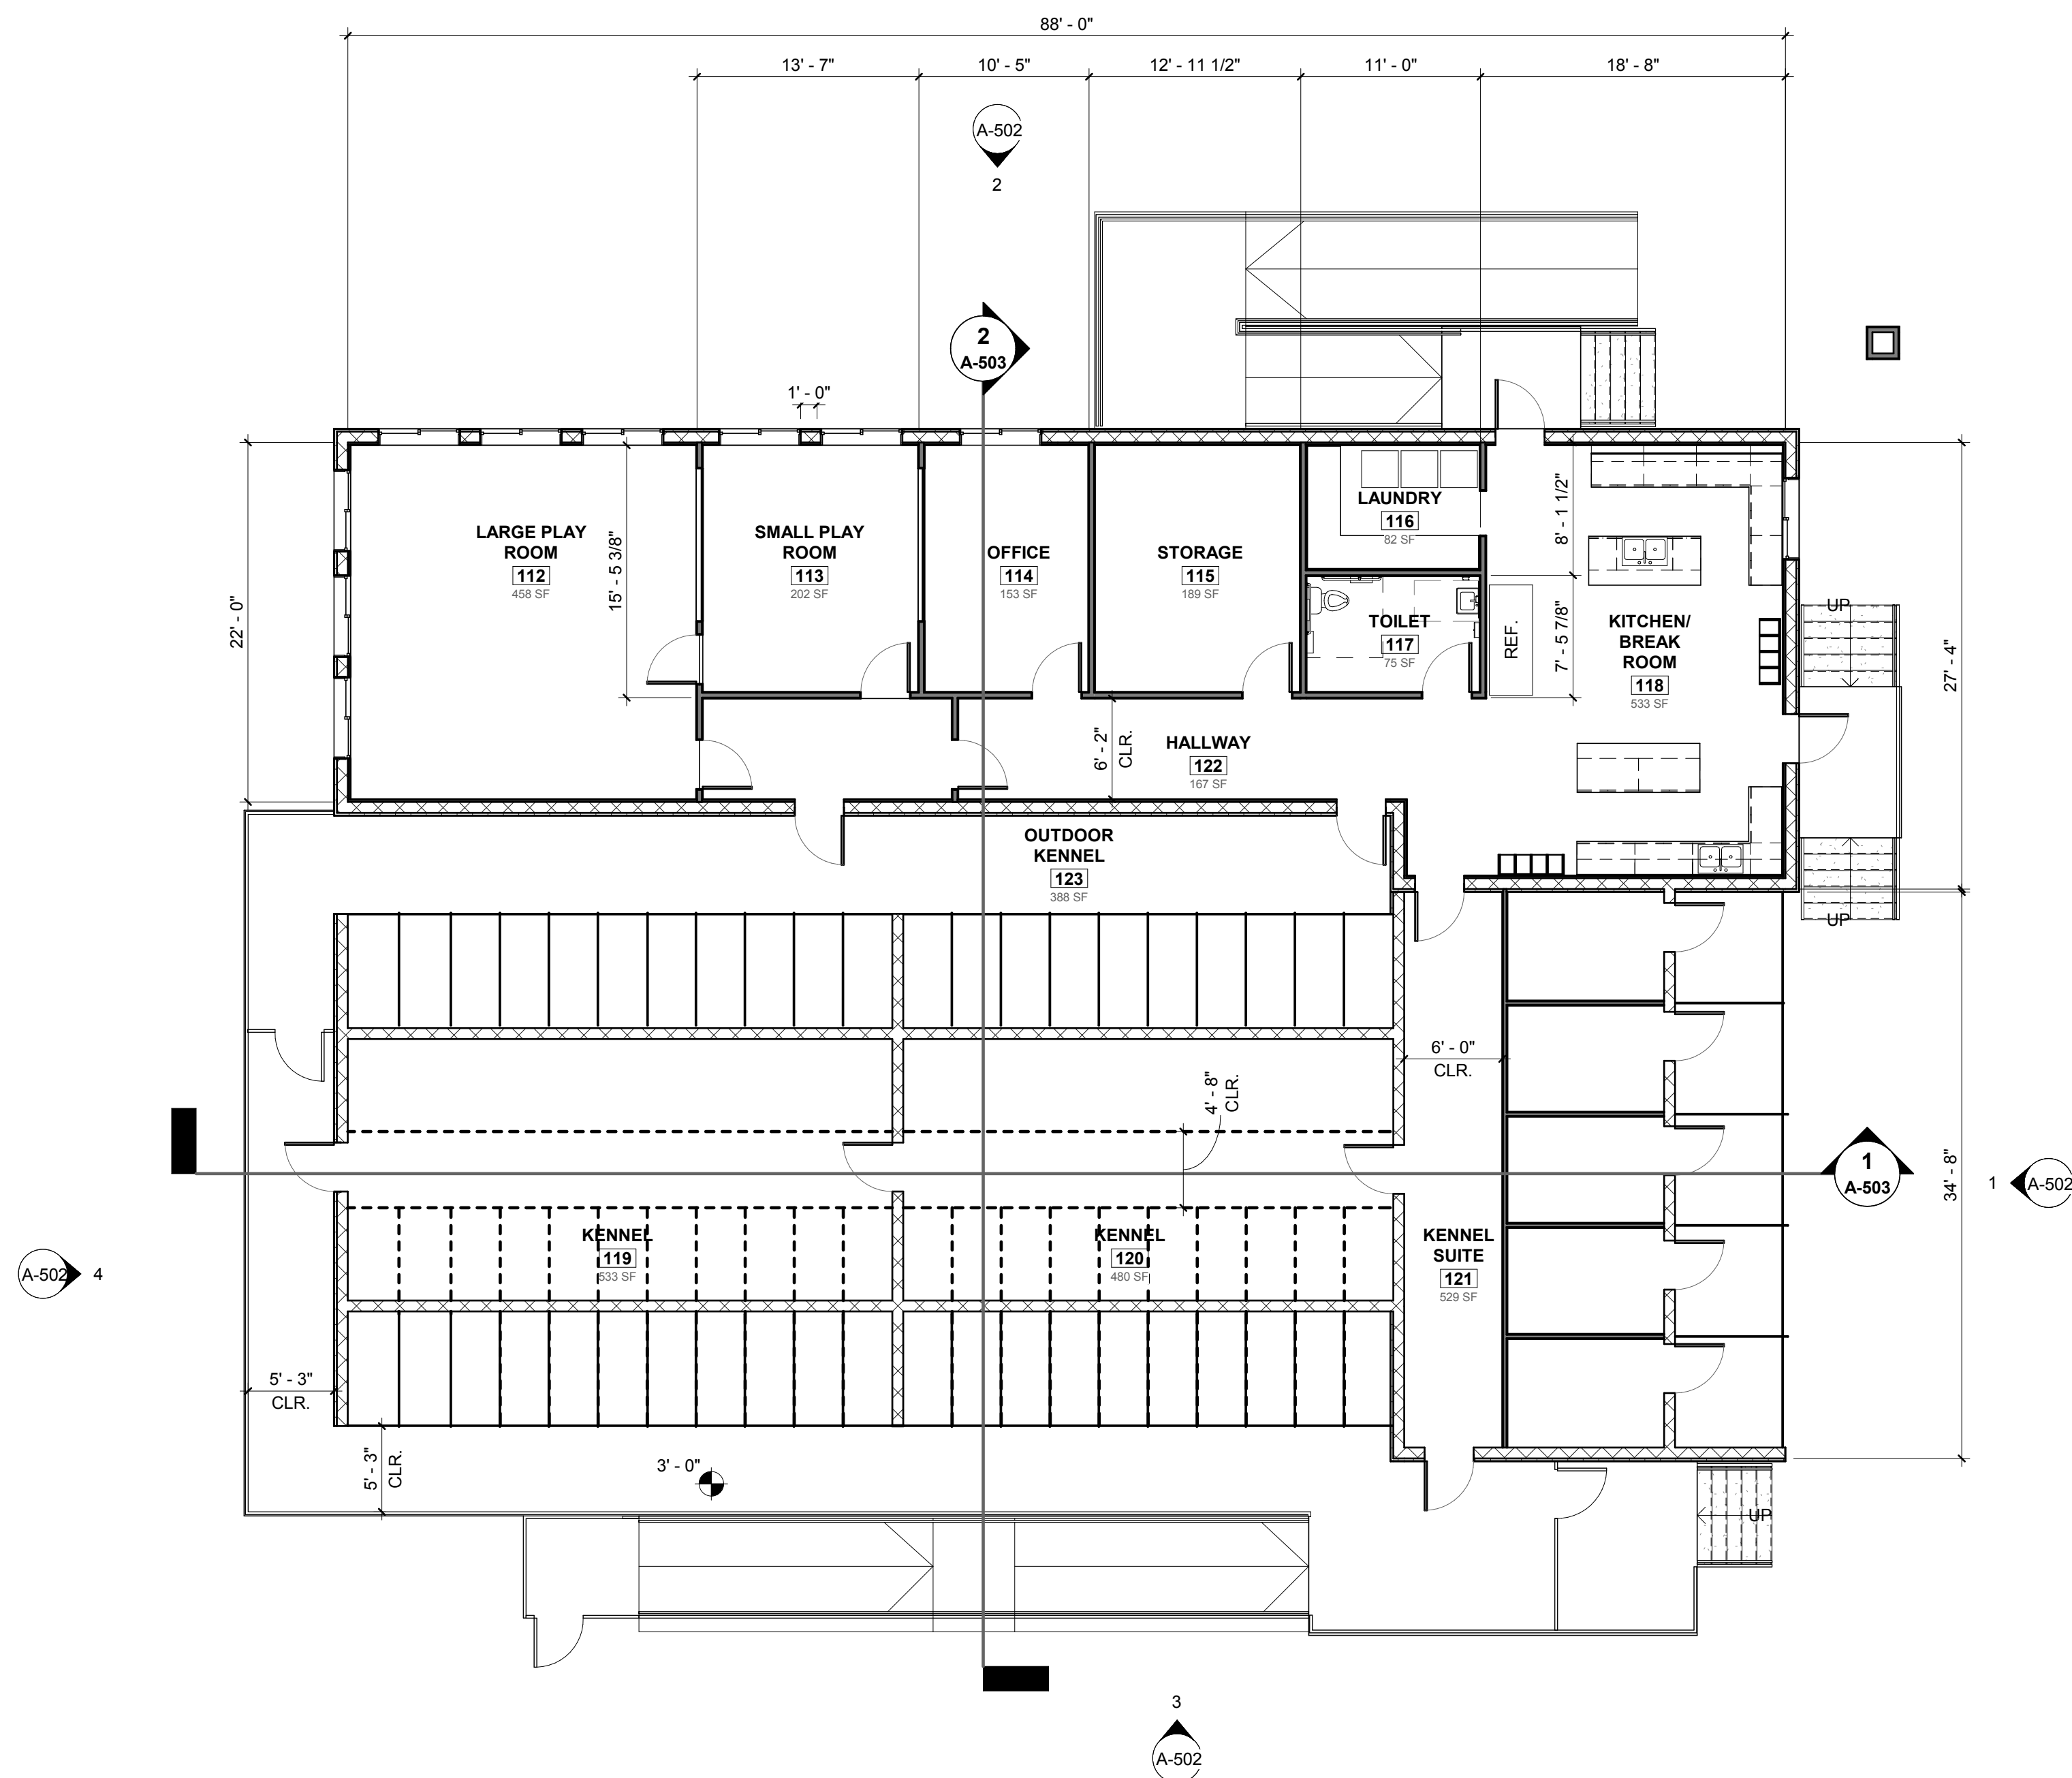 88' - 0"
13' - 7"
10' - 5"
12' - 11 1/2"
11' - 0"
18' - 8"
A-502
2
2
A-503
1' - 0"
22' - 0"
15' - 5 3/8"
LARGE PLAY
ROOM
112
458 SF
SMALL PLAY
ROOM
113
202 SF
OFFICE
114
153 SF
STORAGE
115
189 SF
LAUNDRY
116
82 SF
TOILET
117
75 SF
8' - 1 1/2"
7' - 5 7/8"
REF.
KITCHEN/
BREAK
ROOM
118
533 SF
UP
27' - 4"
6' - 2"
CLR.
HALLWAY
122
167 SF
OUTDOOR
KENNEL
123
388 SF
UP
6' - 0"
CLR.
4' - 8"
CLR.
1
A-503
34' - 8"
1
A-502
A-502
4
KENNEL
119
533 SF
KENNEL
120
480 SF
KENNEL
SUITE
121
529 SF
5' - 3"
CLR.
5' - 3"
CLR.
3' - 0"
UP
3
A-502